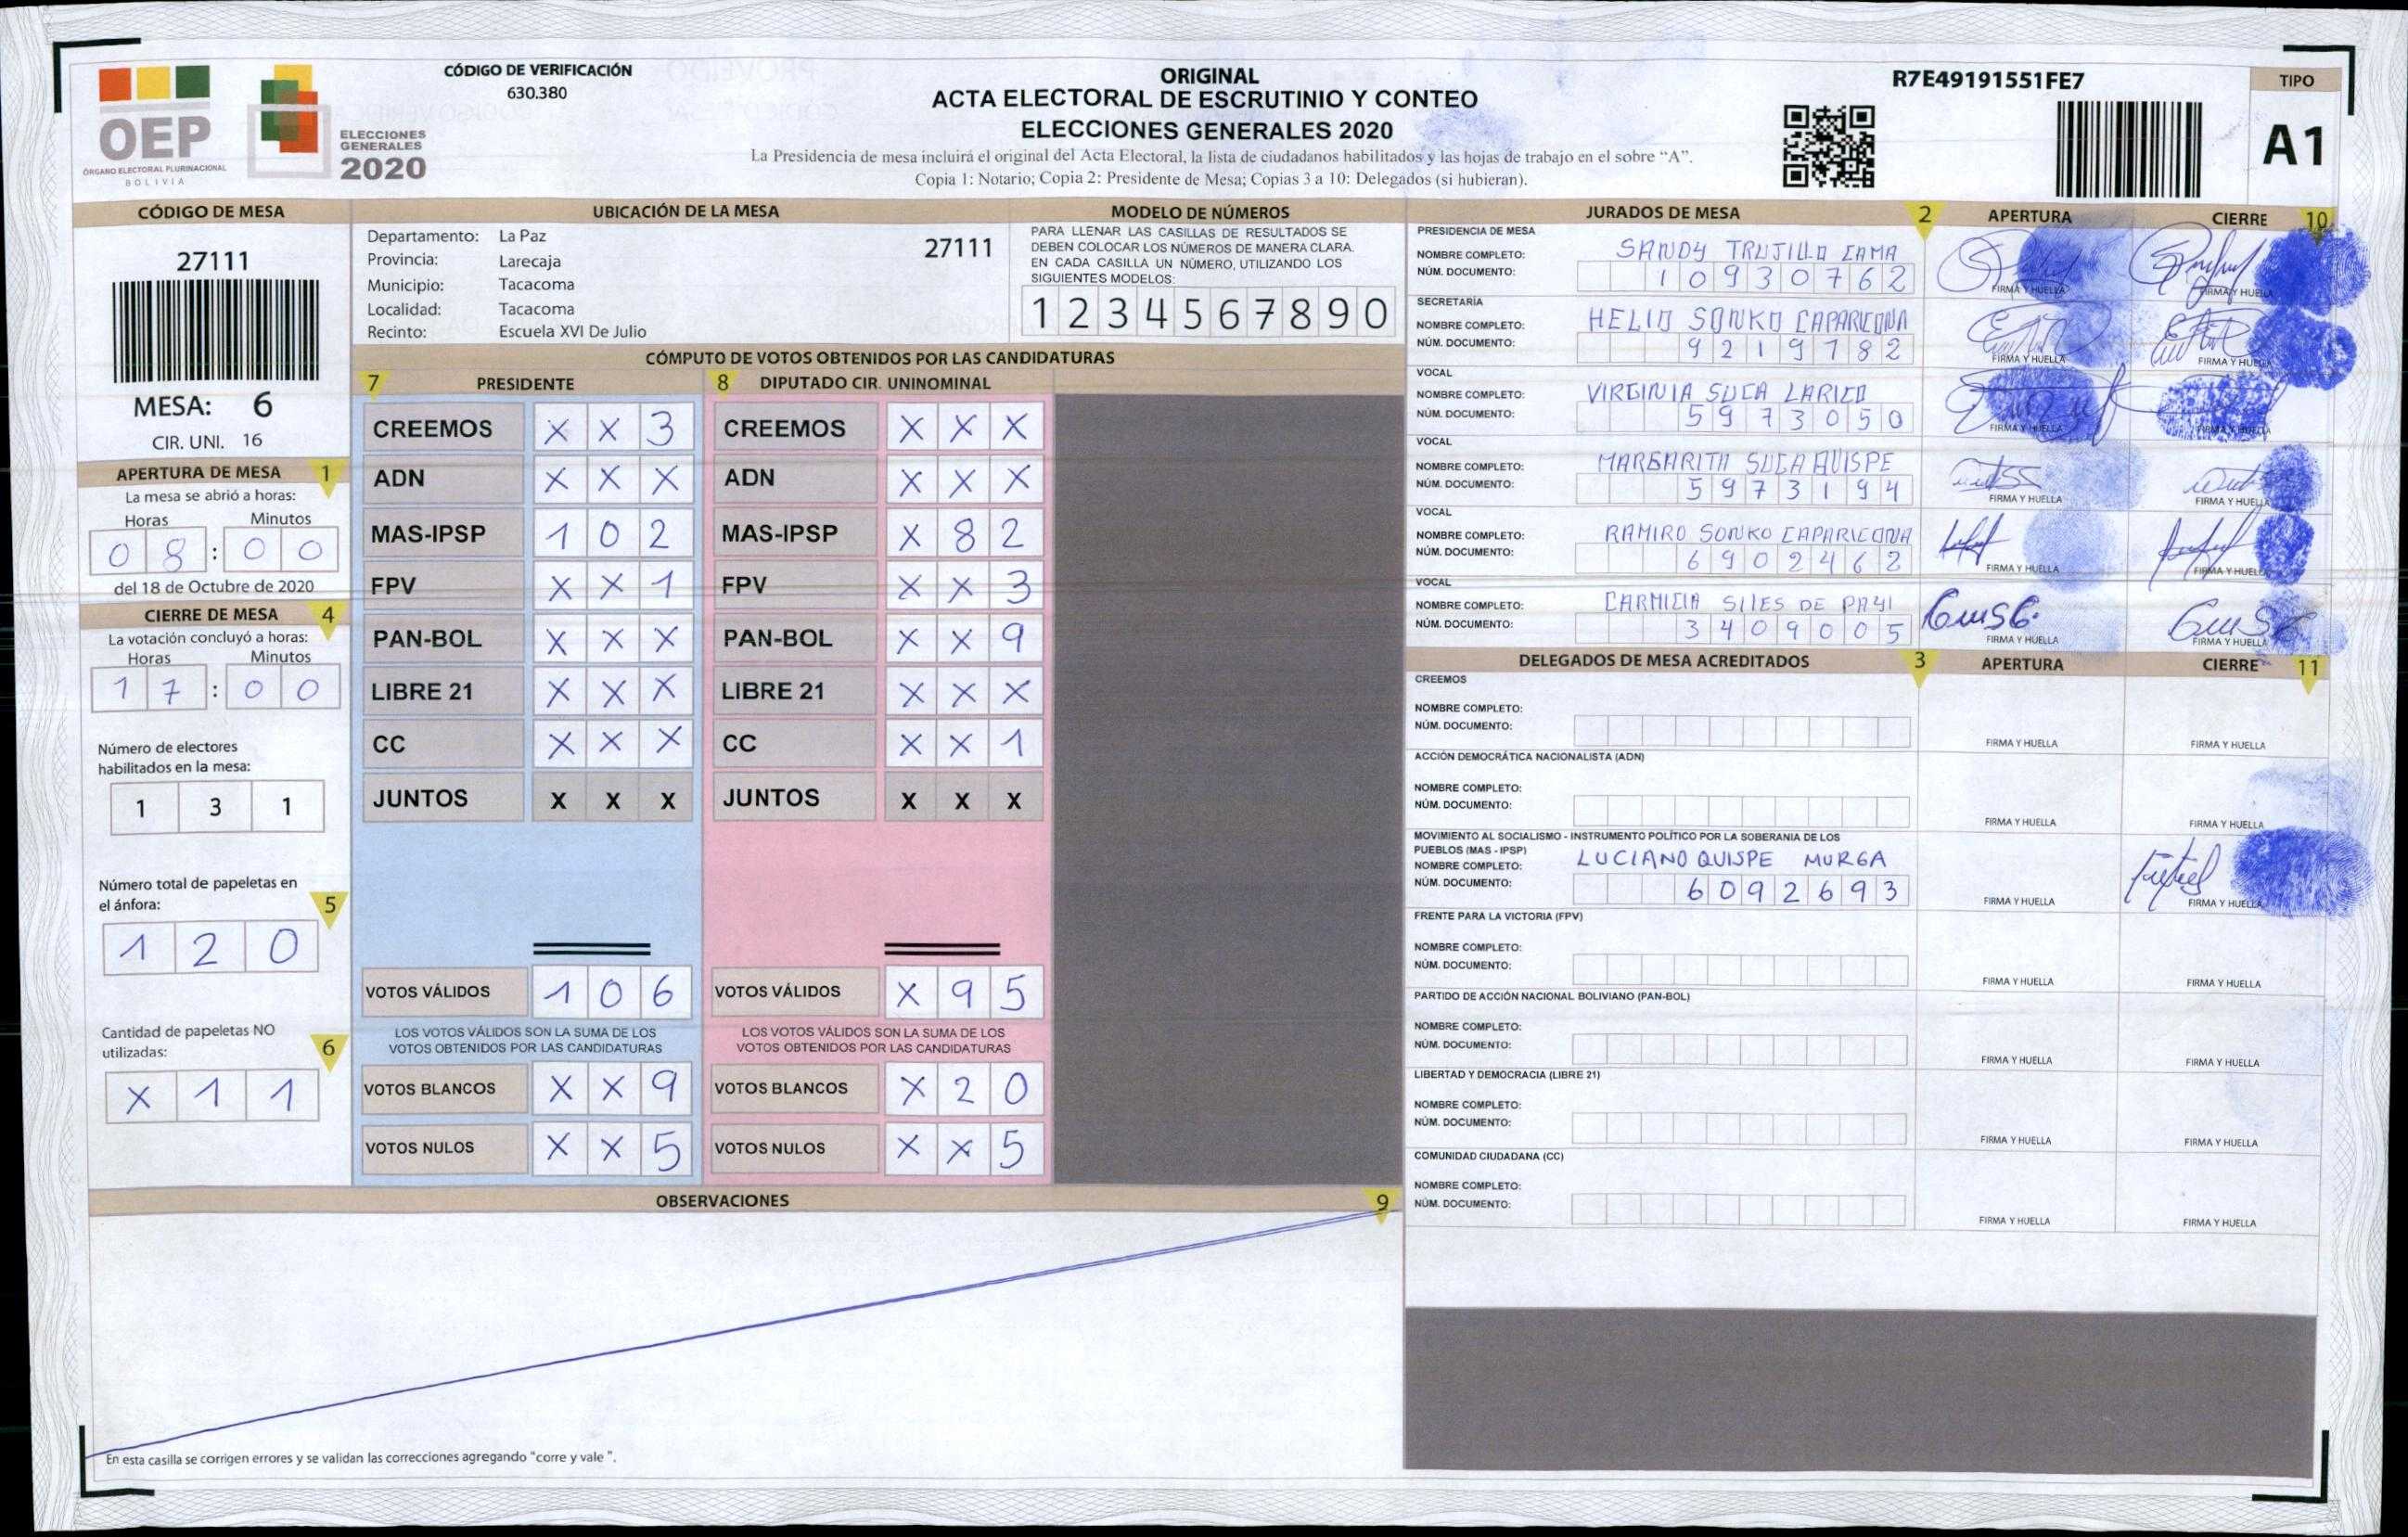 OEP
ÓRGANO ELECTORAL PLURINACIONAL
BOLIVIA
ELECCIONES
GENERALES
2020
CÓDIGO DE VERIFICACIÓN
630.380
ORIGINAL
ACTA ELECTORAL DE ESCRUTINIO Y CONTEO
ELECCIONES GENERALES 2020
La Presidencia de mesa incluirá el original del Acta Electoral, la lista de ciudadanos habilitados y las hojas de trabajo en el sobre “A”.
Copia 1: Notario; Copia 2: Presidente de Mesa; Copias 3 a 10: Delegados (si hubieran).
R7E49191551FE7
TIPO
A1
CÓDIGO DE MESA
27111
MESA: 6
CIR. UNI. 16
APERTURA DE MESA 1
La mesa se abrió a horas:
Horas Minutos
0 8 : 0 0
del 18 de Octubre de 2020
CIERRE DE MESA 4
La votación concluyó a horas:
Horas Minutos
1 7 : 0 0
Número de electores
habilitados en la mesa:
1 3 1
Número total de papeletas en
el ánfora: 5
1 2 0
Cantidad de papeletas NO
utilizadas: 6
X 1 1
UBICACIÓN DE LA MESA
Departamento: La Paz 27111
Provincia: Larecaja
Municipio: Tacacoma
Localidad: Tacacoma
Recinto: Escuela XVI De Julio
MODELO DE NÚMEROS
PARA LLENAR LAS CASILLAS DE RESULTADOS SE
DEBEN COLOCAR LOS NÚMEROS DE MANERA CLARA.
EN CADA CASILLA UN NÚMERO, UTILIZANDO LOS
SIGUIENTES MODELOS:
1 2 3 4 5 6 7 8 9 0
CÓMPUTO DE VOTOS OBTENIDOS POR LAS CANDIDATURAS
7 PRESIDENTE
CREEMOS X X 3
ADN X X X
MAS-IPSP 1 0 2
FPV X X 1
PAN-BOL X X X
LIBRE 21 X X X
CC X X X
JUNTOS X X X
VOTOS VÁLIDOS 1 0 6
LOS VOTOS VÁLIDOS SON LA SUMA DE LOS
VOTOS OBTENIDOS POR LAS CANDIDATURAS
VOTOS BLANCOS X X 9
VOTOS NULOS X X 5
8 DIPUTADO CIR. UNINOMINAL
CREEMOS X X X
ADN X X X
MAS-IPSP X 8 2
FPV X X 3
PAN-BOL X X 9
LIBRE 21 X X X
CC X X 1
JUNTOS X X X
VOTOS VÁLIDOS X 9 5
LOS VOTOS VÁLIDOS SON LA SUMA DE LOS
VOTOS OBTENIDOS POR LAS CANDIDATURAS
VOTOS BLANCOS X 2 0
VOTOS NULOS X X 5
OBSERVACIONES 9
En esta casilla se corrigen errores y se validan las correcciones agregando "corre y vale ".
JURADOS DE MESA 2 APERTURA CIERRE 10
PRESIDENCIA DE MESA
NOMBRE COMPLETO: SANDY TRUJILLO LAMA
NÚM. DOCUMENTO: 1 0 9 3 0 7 6 2
FIRMA Y HUELLA FIRMA Y HUELLA
SECRETARÍA
NOMBRE COMPLETO: HELIO SONKO CAPARICONA
NÚM. DOCUMENTO: 9 2 1 9 7 8 2
FIRMA Y HUELLA FIRMA Y HUELLA
VOCAL
NOMBRE COMPLETO: VIRGINIA SUCA LARICO
NÚM. DOCUMENTO: 5 9 7 3 0 5 0
FIRMA Y HUELLA FIRMA Y HUELLA
VOCAL
NOMBRE COMPLETO: MARGARITA SUCA QUISPE
NÚM. DOCUMENTO: 5 9 7 3 1 9 4
FIRMA Y HUELLA FIRMA Y HUELLA
VOCAL
NOMBRE COMPLETO: RAMIRO SONKO CAPARICONA
NÚM. DOCUMENTO: 6 9 0 2 4 6 2
FIRMA Y HUELLA FIRMA Y HUELLA
VOCAL
NOMBRE COMPLETO: SILES DE
NÚM. DOCUMENTO: 3 4 0 9 0 0 5
FIRMA Y HUELLA FIRMA Y HUELLA
DELEGADOS DE MESA ACREDITADOS 3 APERTURA CIERRE 11
CREEMOS
NOMBRE COMPLETO:
NÚM. DOCUMENTO:
FIRMA Y HUELLA FIRMA Y HUELLA
ACCIÓN DEMOCRÁTICA NACIONALISTA (ADN)
NOMBRE COMPLETO:
NÚM. DOCUMENTO:
FIRMA Y HUELLA FIRMA Y HUELLA
MOVIMIENTO AL SOCIALISMO - INSTRUMENTO POLÍTICO POR LA SOBERANIA DE LOS
PUEBLOS (MAS - IPSP)
NOMBRE COMPLETO: LUCIANO QUISPE MURGA
NÚM. DOCUMENTO: 6 0 9 2 6 9 3
FIRMA Y HUELLA FIRMA Y HUELLA
FRENTE PARA LA VICTORIA (FPV)
NOMBRE COMPLETO:
NÚM. DOCUMENTO:
FIRMA Y HUELLA FIRMA Y HUELLA
PARTIDO DE ACCIÓN NACIONAL BOLIVIANO (PAN-BOL)
NOMBRE COMPLETO:
NÚM. DOCUMENTO:
FIRMA Y HUELLA FIRMA Y HUELLA
LIBERTAD Y DEMOCRACIA (LIBRE 21)
NOMBRE COMPLETO:
NÚM. DOCUMENTO:
FIRMA Y HUELLA FIRMA Y HUELLA
COMUNIDAD CIUDADANA (CC)
NOMBRE COMPLETO:
NÚM. DOCUMENTO:
FIRMA Y HUELLA FIRMA Y HUELLA